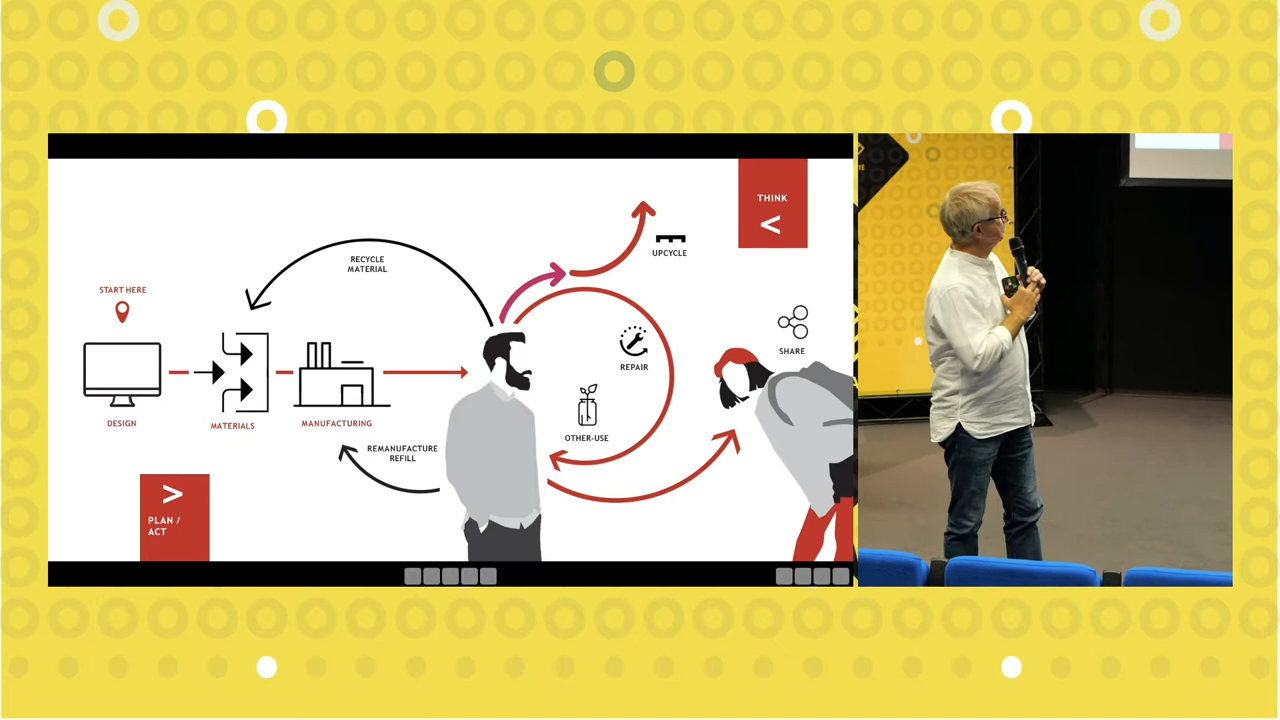 THINK
<
UPCYCLE
RECYCLE
MATERIAL
START HERE
SHARE
REPAIR
DESIGN
MATERIALS
MANUFACTURING
OTHER-USE
REMANUFACTURE
REFILL
>
PLAN /
ACT